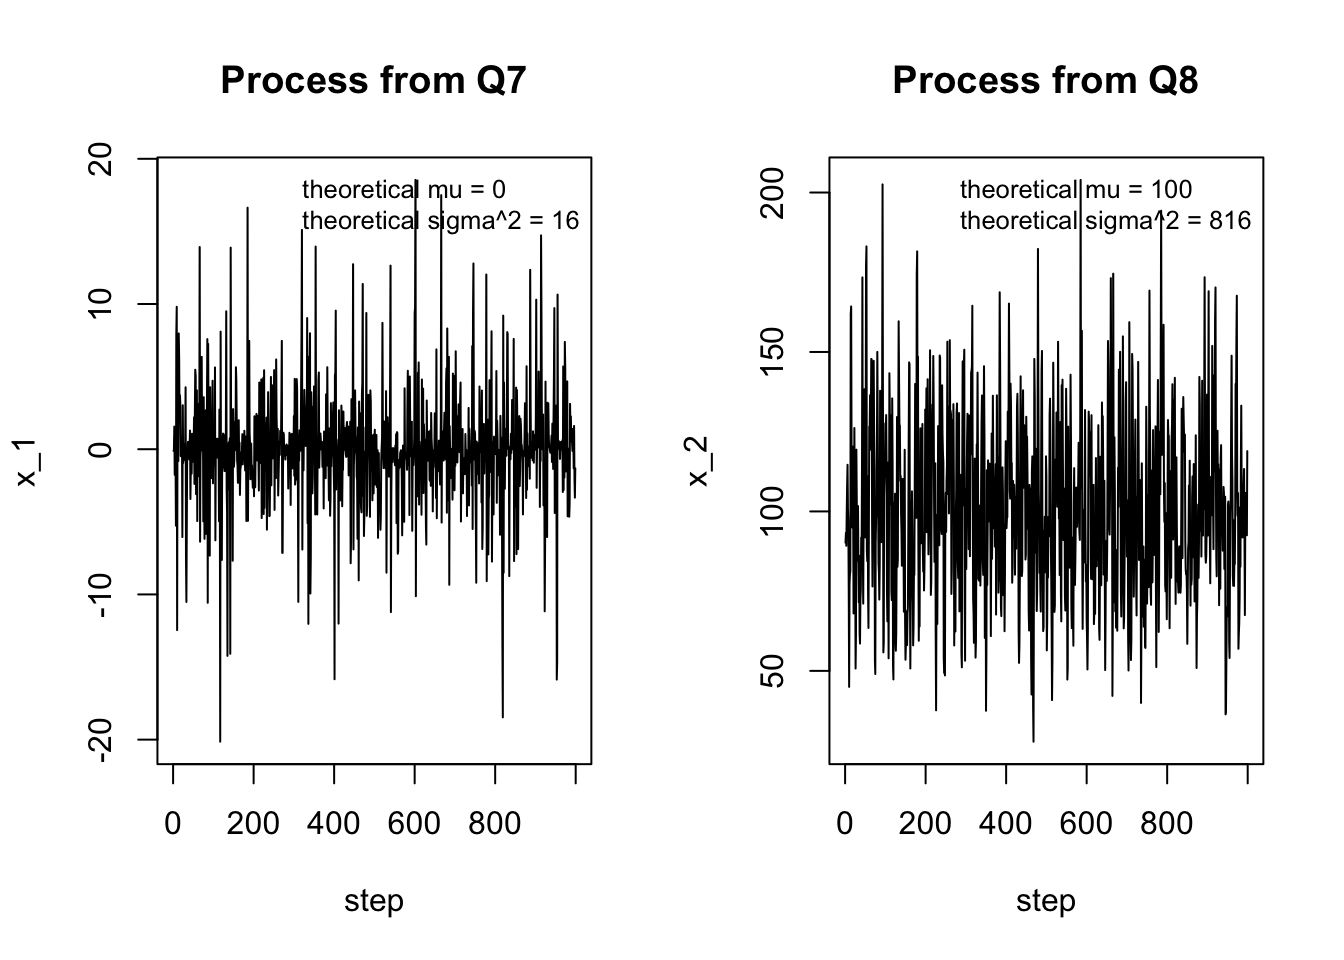 Process from Q7
20
10
0
-10
-20
x_1
theoretical mu = 0
theoretical sigma^2 = 16
0 200 400 600 800
step
Process from Q8
200
150
100
50
x_2
theoretical mu = 100
theoretical sigma^2 = 816
0 200 400 600 800
step